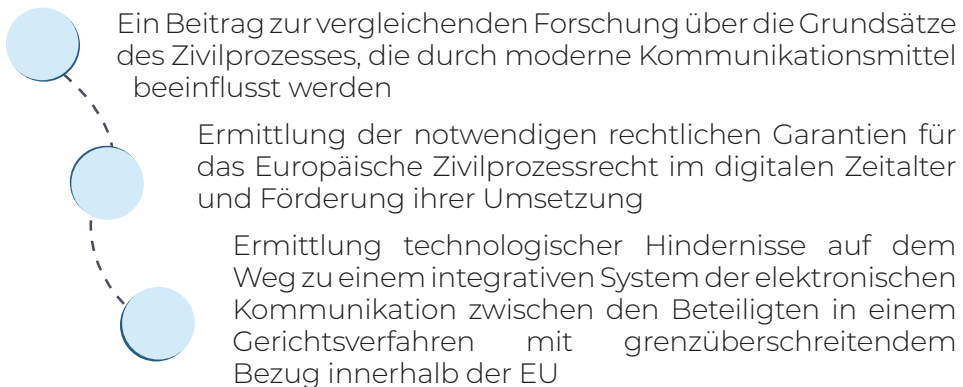 Ein Beitrag zur vergleichenden Forschung über die Grundsätze
des Zivilprozesses, die durch moderne Kommunikationsmittel
beeinflusst werden
Ermittlung der notwendigen rechtlichen Garantien für
das Europäische Zivilprozessrecht im digitalen Zeitalter
und Förderung ihrer Umsetzung
Ermittlung technologischer Hindernisse auf dem
Weg zu einem integrativen System der elektronischen
Kommunikation zwischen den Beteiligten in einem
Gerichtsverfahren mit grenzüberschreitendem
Bezug innerhalb der EU